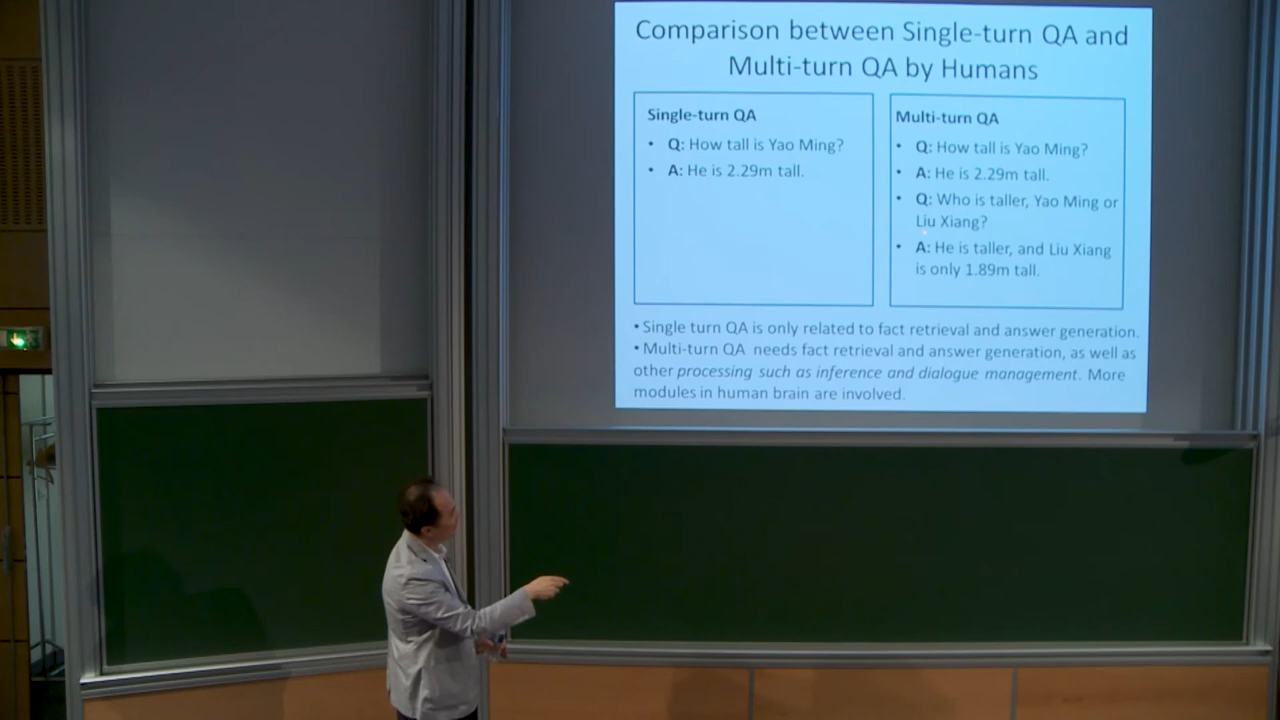 Comparison between Single-turn QA and
Multi-turn QA by Humans
Single-turn QA
• Q: How tall is Yao Ming?
• A: He is 2.29m tall.
Multi-turn QA
• Q: How tall is Yao Ming?
• A: He is 2.29m tall.
• Q: Who is taller, Yao Ming or
Liu Xiang?
• A: He is taller, and Liu Xiang
is only 1.89m tall.
• Single turn QA is only related to fact retrieval and answer generation.
• Multi-turn QA needs fact retrieval and answer generation, as well as
other processing such as inference and dialogue management. More
modules in human brain are involved.